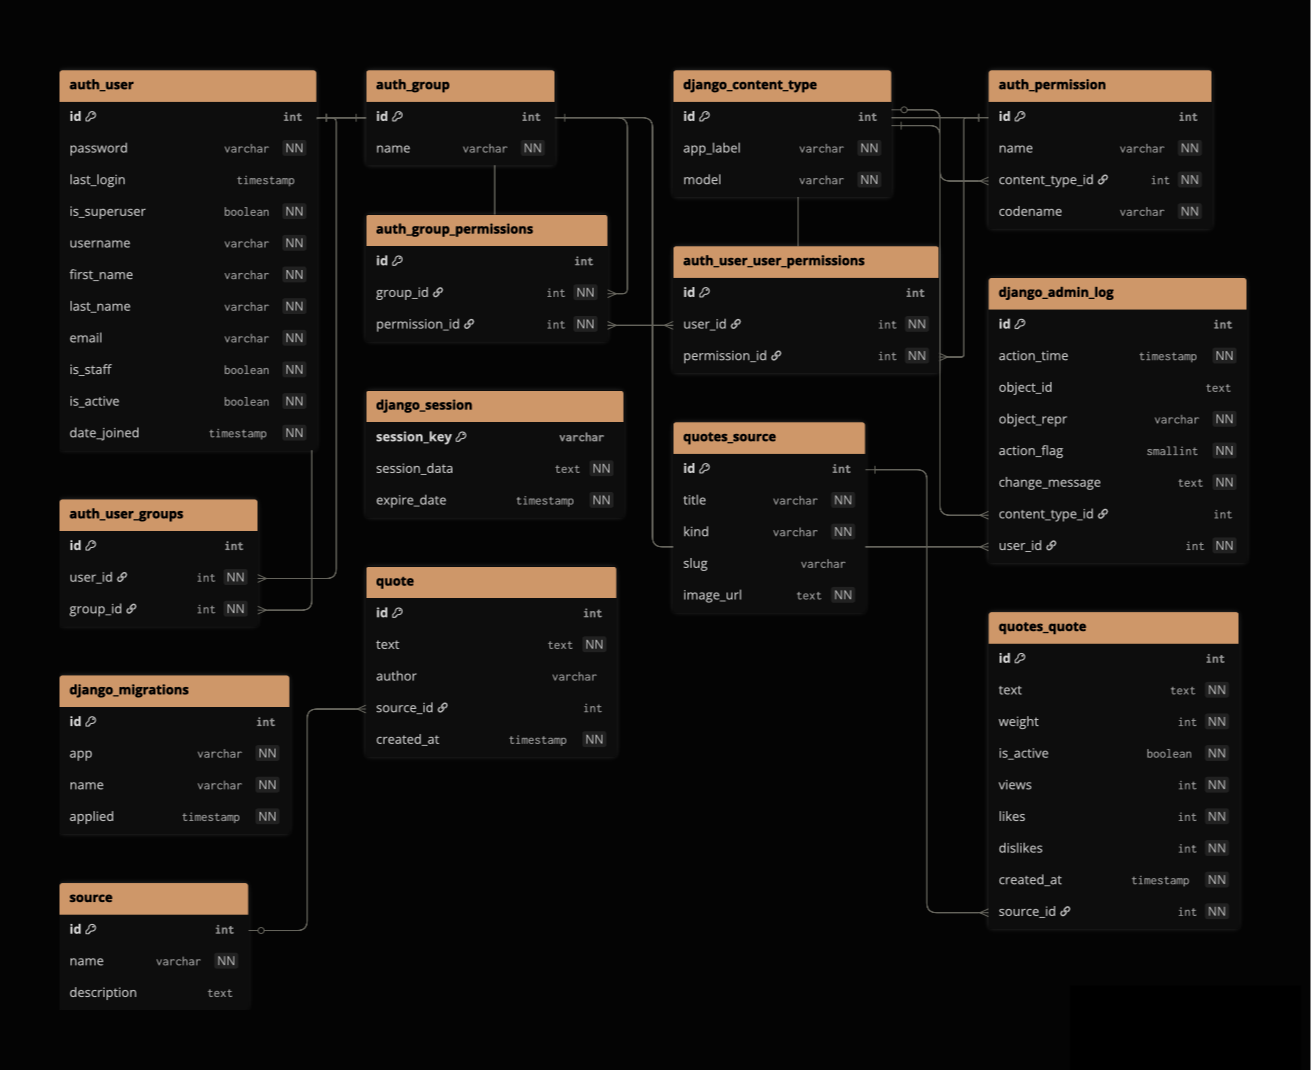 auth_user
id int
password varchar NN
last_login timestamp
is_superuser boolean NN
username varchar NN
first_name varchar NN
last_name varchar NN
email varchar NN
is_staff boolean NN
is_active boolean NN
date_joined timestamp NN
auth_user_groups
id int
user_id int NN
group_id int NN
django_migrations
id int
app varchar NN
name varchar NN
applied timestamp NN
source
id int
name varchar NN
description text
auth_group
id int
name varchar NN
auth_group_permissions
id int
group_id int NN
permission_id int NN
django_session
session_key varchar
session_data text NN
expire_date timestamp NN
quote
id int
text text NN
author varchar
source_id int
created_at timestamp NN
django_content_type
id int
app_label varchar NN
model varchar NN
auth_user_user_permissions
id int
user_id int NN
permission_id int NN
quotes_source
id int
title varchar NN
kind varchar NN
slug varchar
image_url text NN
auth_permission
id int
name varchar NN
content_type_id int NN
codename varchar NN
django_admin_log
id int
action_time timestamp NN
object_id text
object_repr varchar NN
action_flag smallint NN
change_message text NN
content_type_id int
user_id int NN
quotes_quote
id int
text text NN
weight int NN
is_active boolean NN
views int NN
likes int NN
dislikes int NN
created_at timestamp NN
source_id int NN